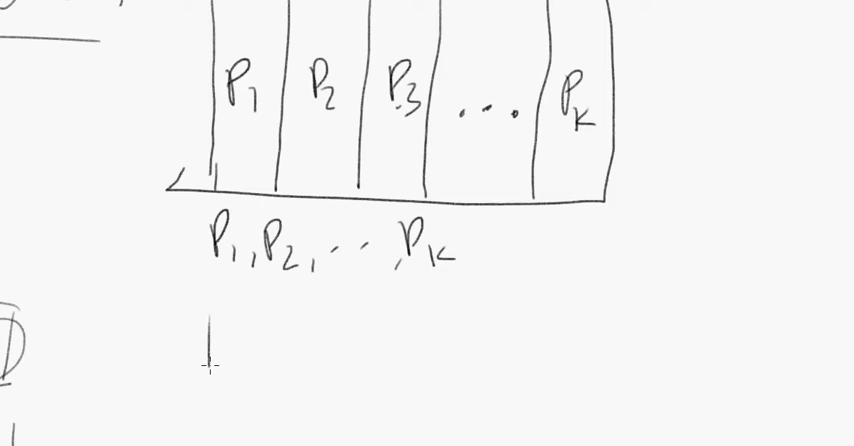 P1 P2 P3 ... PK
P1, P2, ..., PK